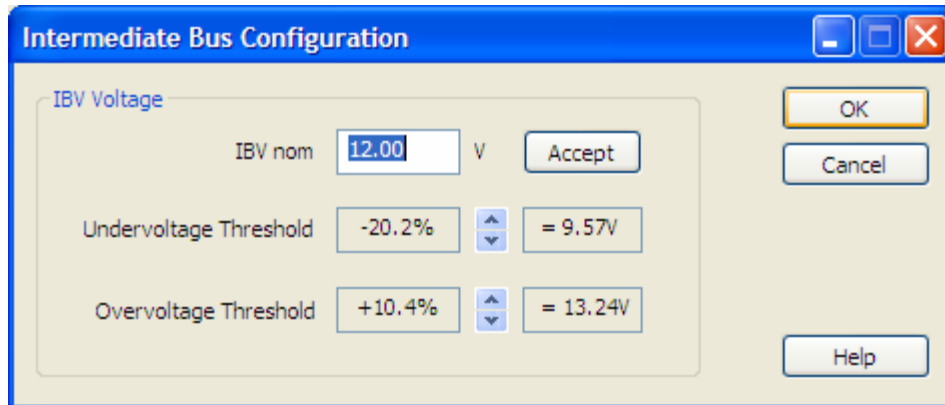 Intermediate Bus Configuration
IBV Voltage
IBV nom 12.00 V Accept
Undervoltage Threshold -20.2% = 9.57V
Overvoltage Threshold +10.4% = 13.24V
OK
Cancel
Help